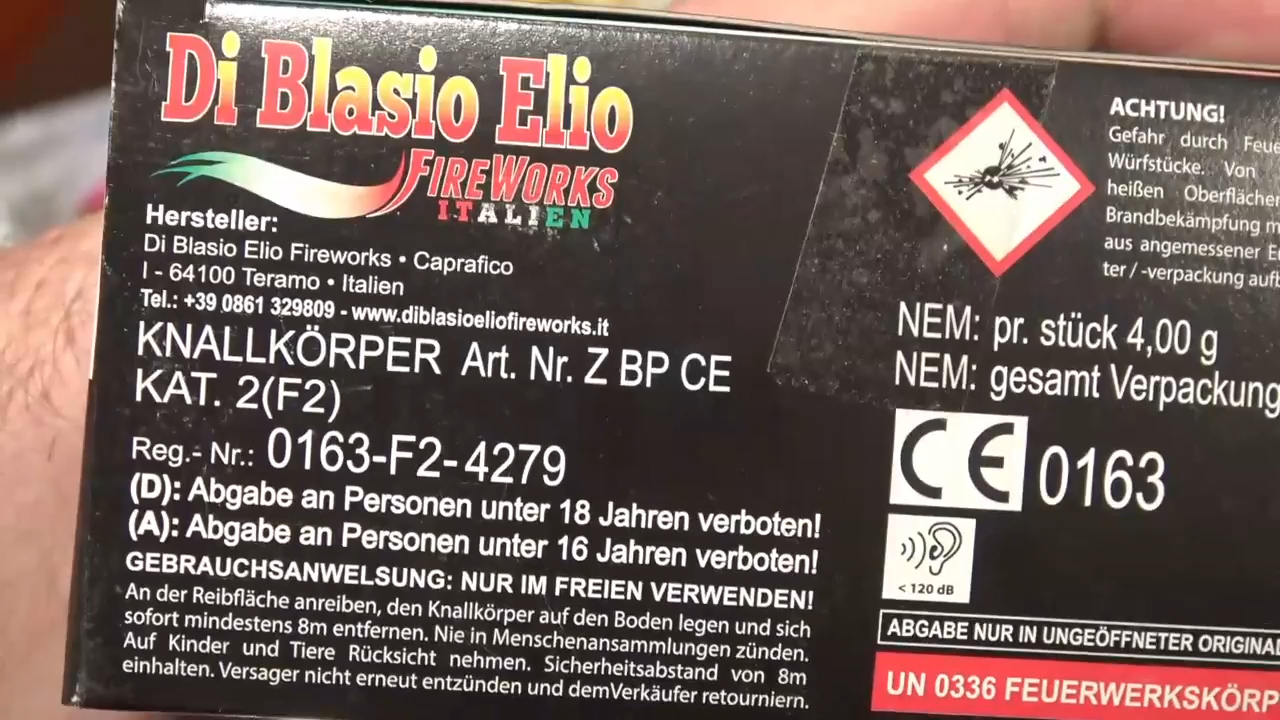 Di Blasio Elio
FIREWORKS
ITALIEN
Hersteller:
Di Blasio Elio Fireworks • Caprafico
I - 64100 Teramo • Italien
Tel.: +39 0861 329809 - www.diblasioeliofireworks.it
KNALLKÖRPER Art. Nr. Z BP CE
KAT. 2(F2)
Reg.- Nr.: 0163-F2-4279
(D): Abgabe an Personen unter 18 Jahren verboten!
(A): Abgabe an Personen unter 16 Jahren verboten!
GEBRAUCHSANWELSUNG: NUR IM FREIEN VERWENDEN!
An der Reibfläche anreiben, den Knallkörper auf den Boden legen und sich
sofort mindestens 8m entfernen. Nie in Menschenansammlungen zünden.
Auf Kinder und Tiere Rücksicht nehmen. Sicherheitsabstand von 8m
einhalten. Versager nicht erneut entzünden und demVerkäufer retourniern.
ACHTUNG!
Gefahr durch Feue
Würfstücke. Von
heißen Oberflächen
Brandbekämpfung m
aus angemessener En
ter / -verpackung aufb
NEM: pr. stück 4,00 g
NEM: gesamt Verpackung
CE 0163
< 120 dB
ABGABE NUR IN UNGEÖFFNETER ORIGINAL
UN 0336 FEUERWERKSKÖRP